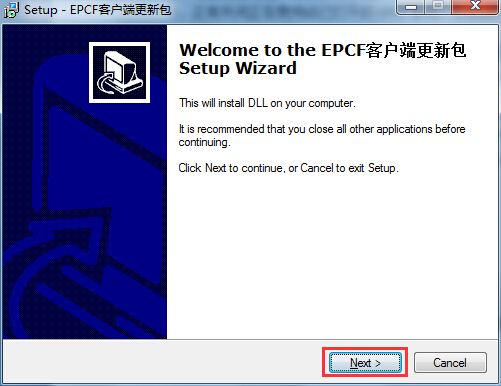 Setup - EPCF客户端更新包
Welcome to the EPCF客户端更新包
Setup Wizard
This will install DLL on your computer.
It is recommended that you close all other applications before
continuing.
Click Next to continue, or Cancel to exit Setup.
Next >
Cancel